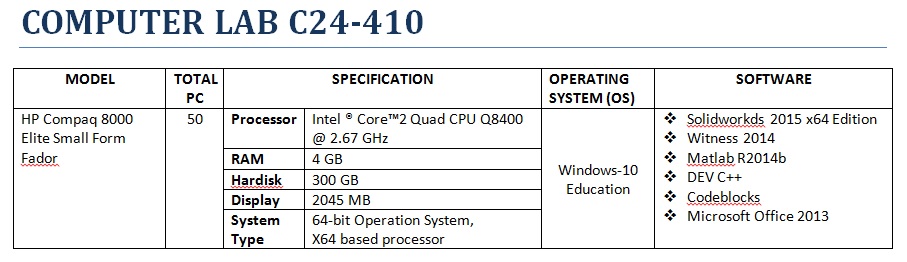 COMPUTER LAB C24-410
MODEL
TOTAL PC
SPECIFICATION
OPERATING SYSTEM (OS)
SOFTWARE
HP Compaq 8000
Elite Small Form
Fador
50
Processor
Intel ® Core™2 Quad CPU Q8400
@ 2.67 GHz
RAM
4 GB
Hardisk
300 GB
Display
2045 MB
System
Type
64-bit Operation System,
X64 based processor
Windows-10
Education
❖ Solidworkds 2015 x64 Edition
❖ Witness 2014
❖ Matlab R2014b
❖ DEV C++
❖ Codeblocks
❖ Microsoft Office 2013